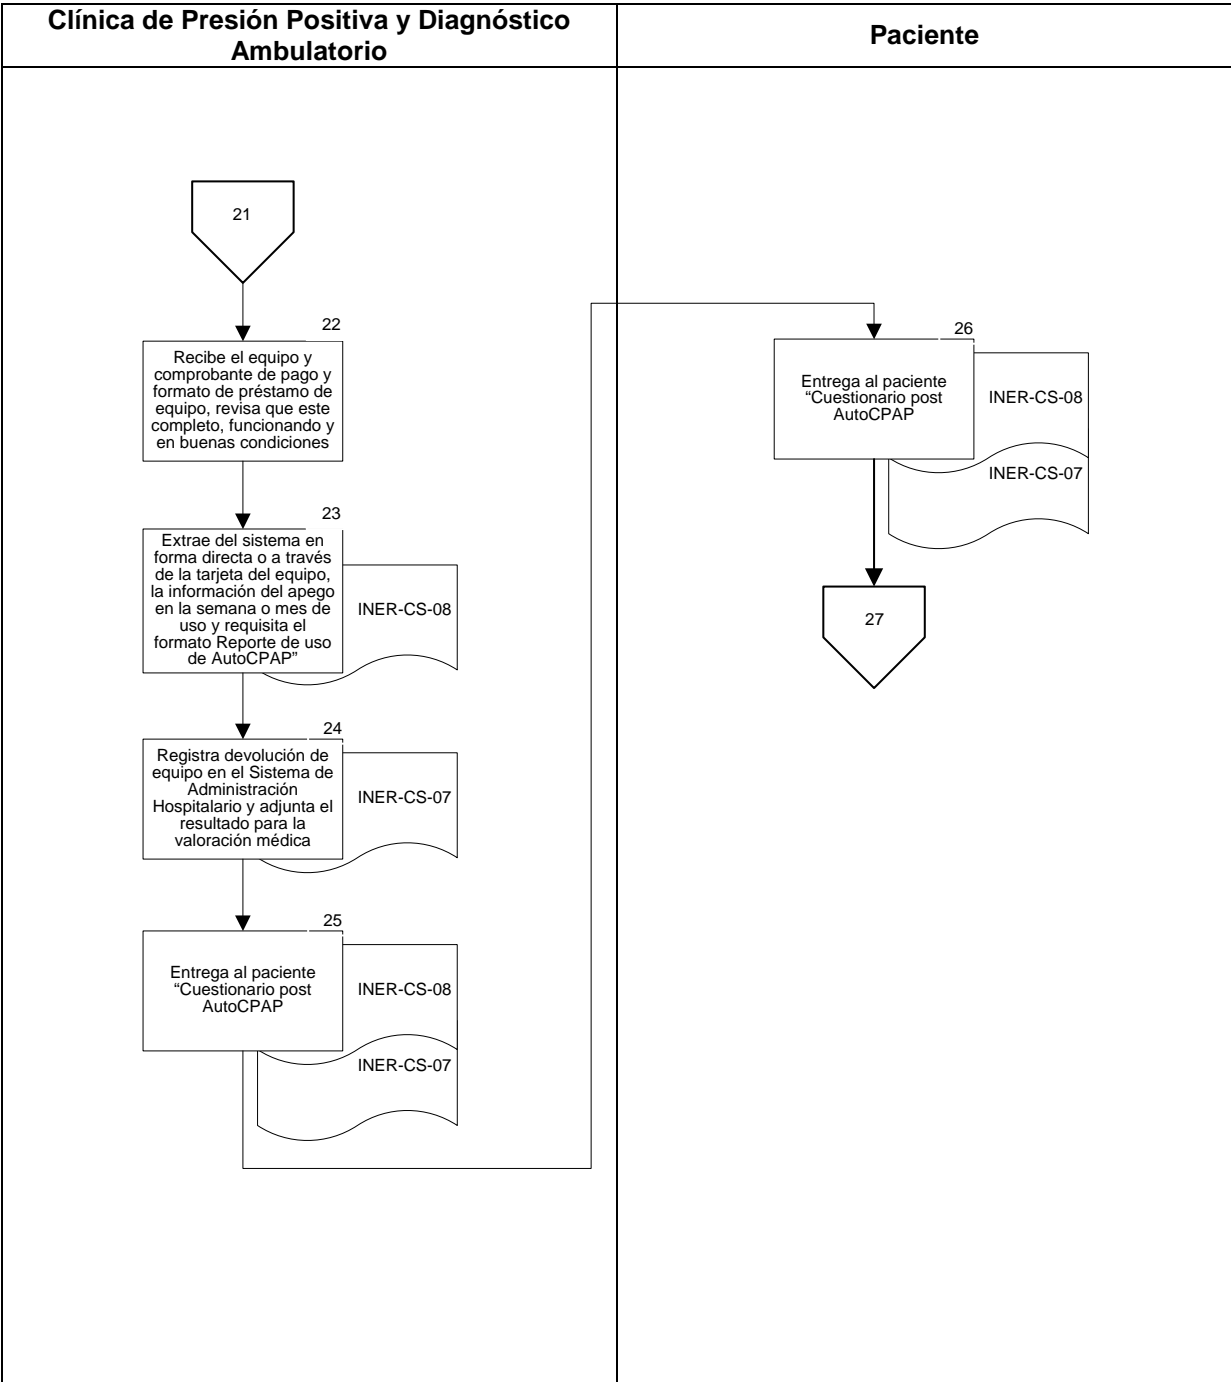 Clínica de Presión Positiva y Diagnóstico
Ambulatorio
Paciente
21
22
Recibe el equipo y
comprobante de pago y
formato de préstamo de
equipo, revisa que este
completo, funcionando y
en buenas condiciones
23
Extrae del sistema en
forma directa o a través
de la tarjeta del equipo,
la información del apego
en la semana o mes de
uso y requisita el
formato Reporte de uso
de AutoCPAP”
INER-CS-08
24
Registra devolución de
equipo en el Sistema de
Administración
Hospitalario y adjunta el
resultado para la
valoración médica
INER-CS-07
25
Entrega al paciente
“Cuestionario post
AutoCPAP
INER-CS-08
INER-CS-07
26
Entrega al paciente
“Cuestionario post
AutoCPAP
INER-CS-08
INER-CS-07
27